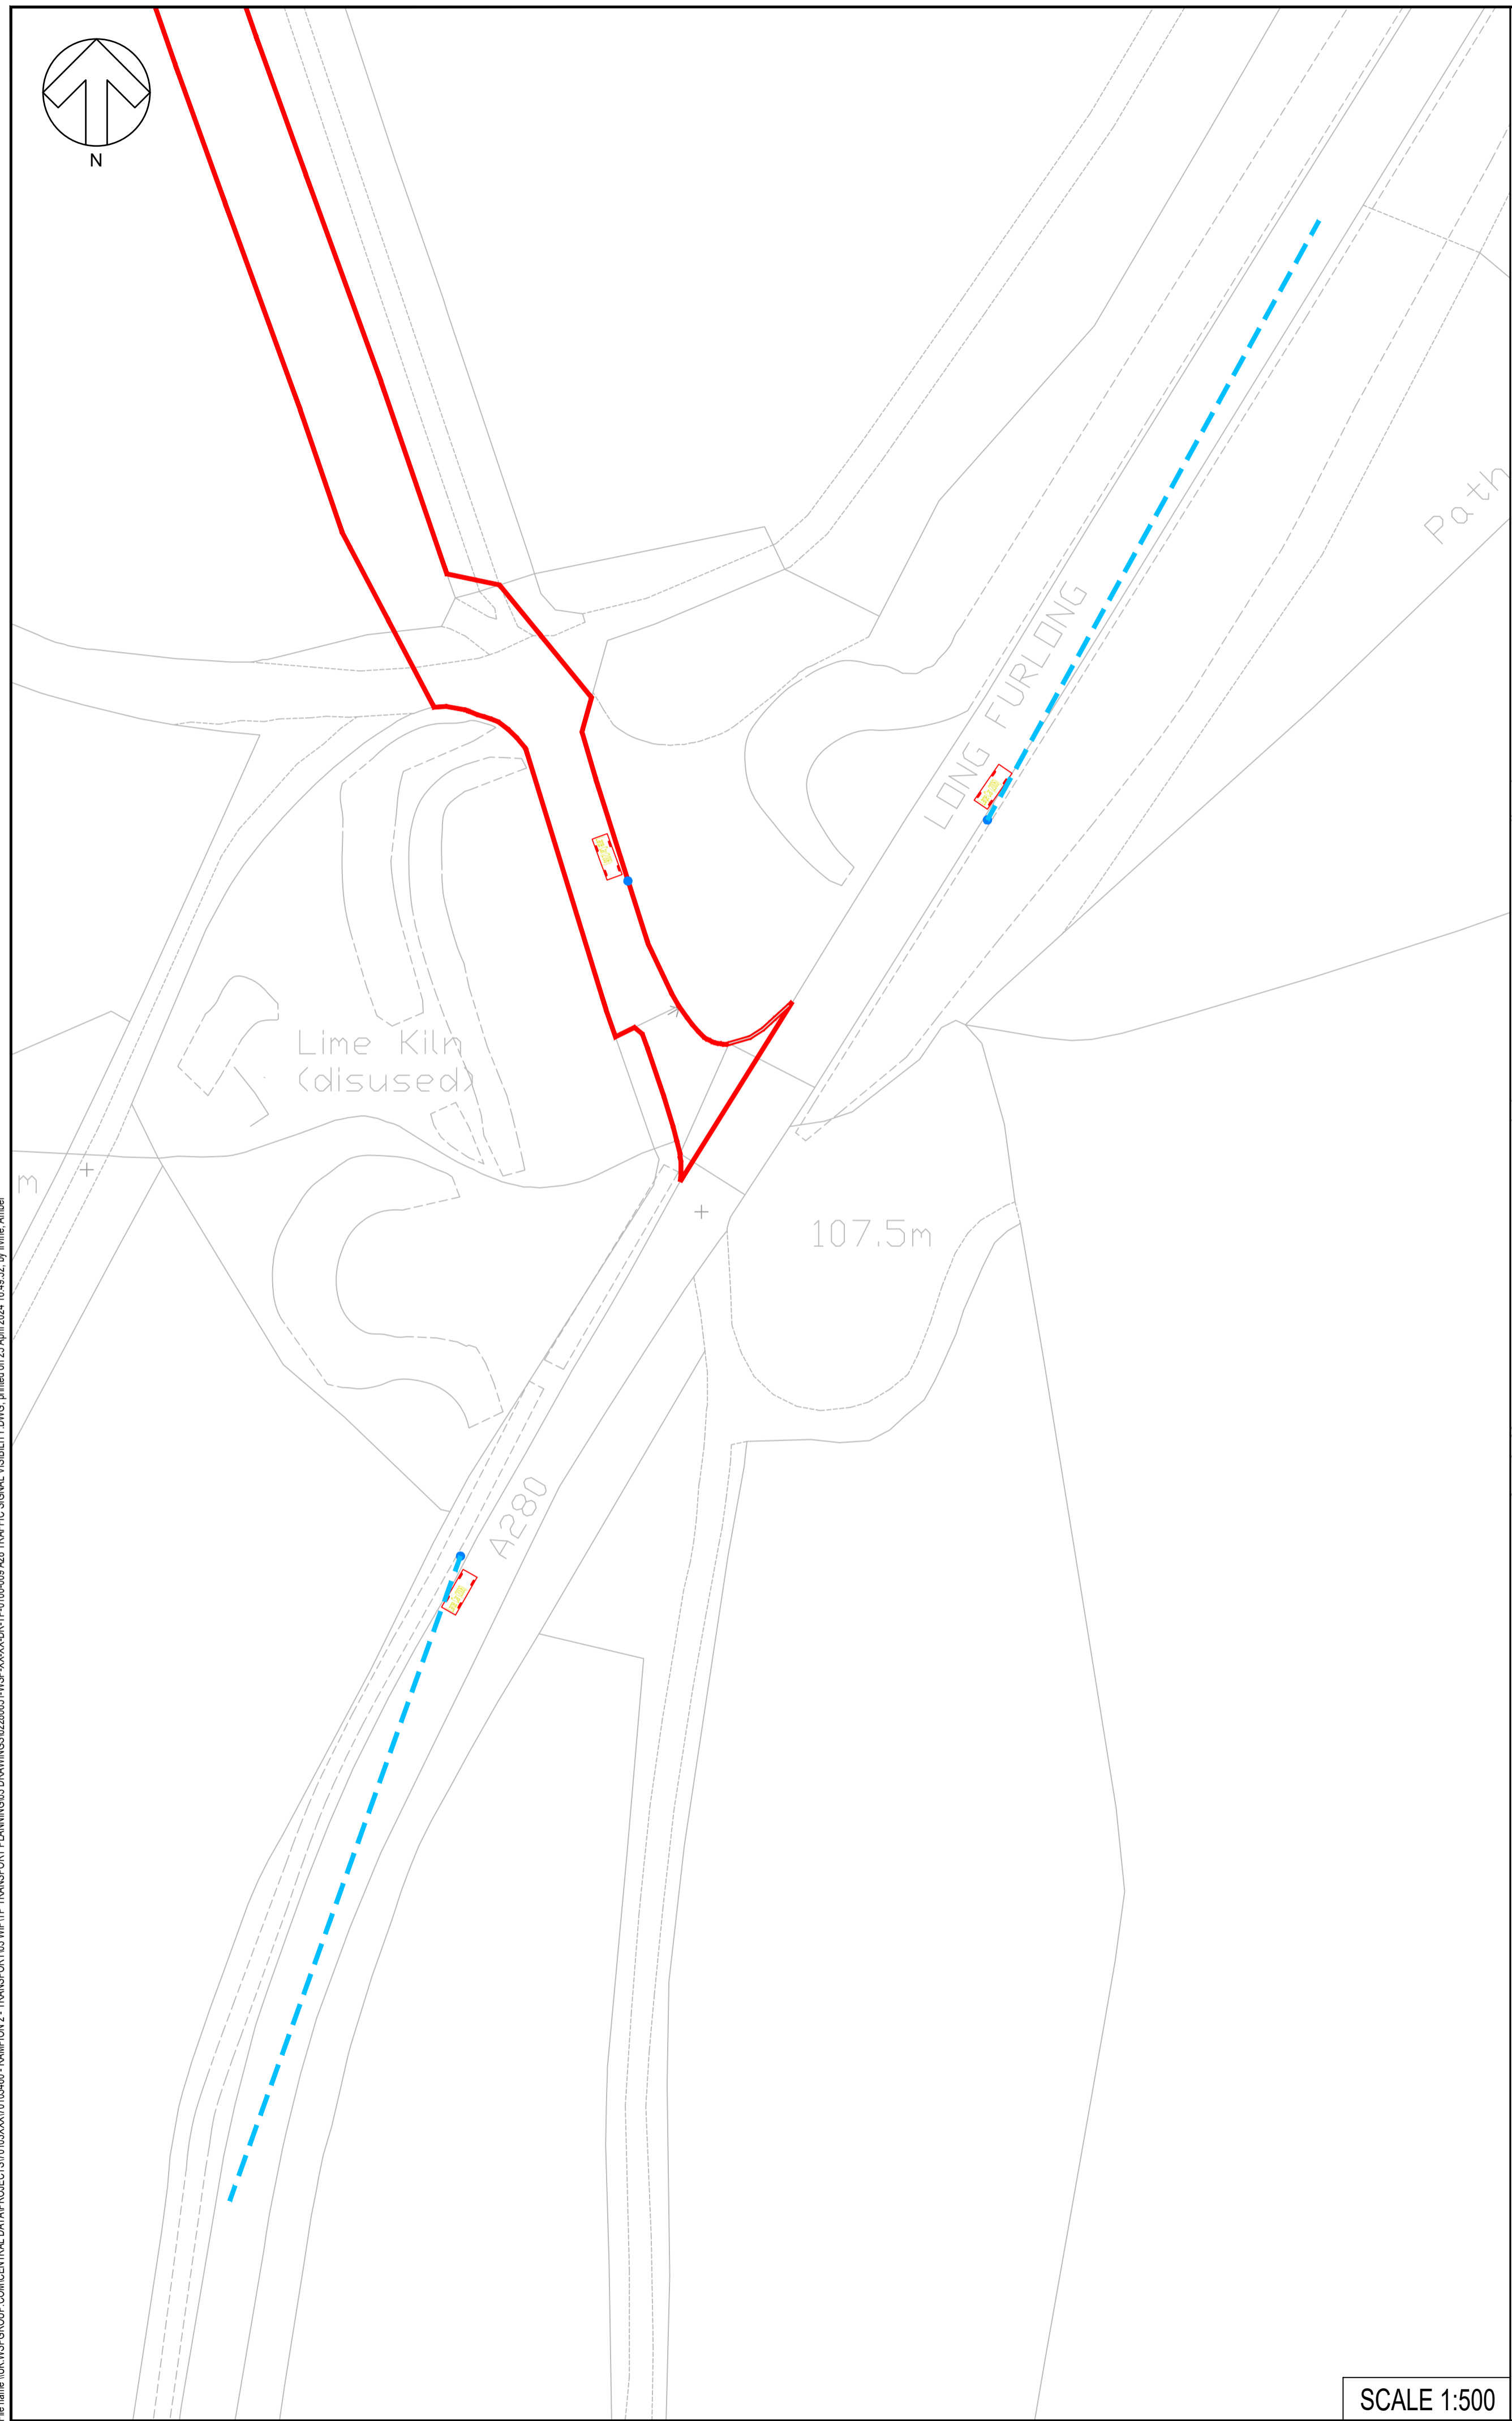 N
Path
LONG FURLONG
Lime Kiln
(disused)
m
107.5m
A280
SCALE 1:500